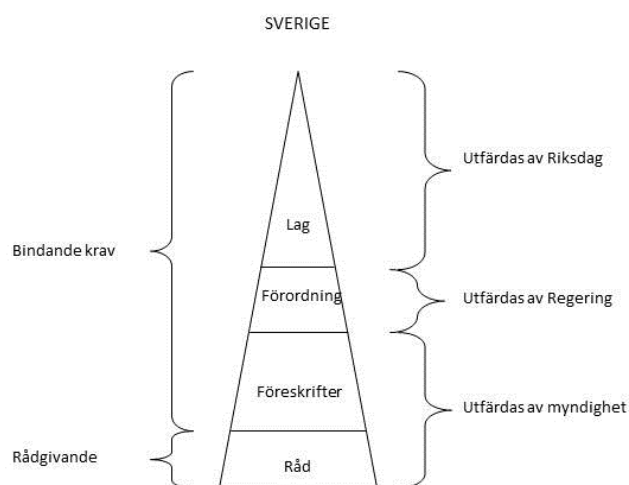 SVERIGE
Utfärdas av Riksdag
Lag
Bindande krav
Förordning
Utfärdas av Regering
Föreskrifter
Utfärdas av myndighet
Rådgivande
Råd